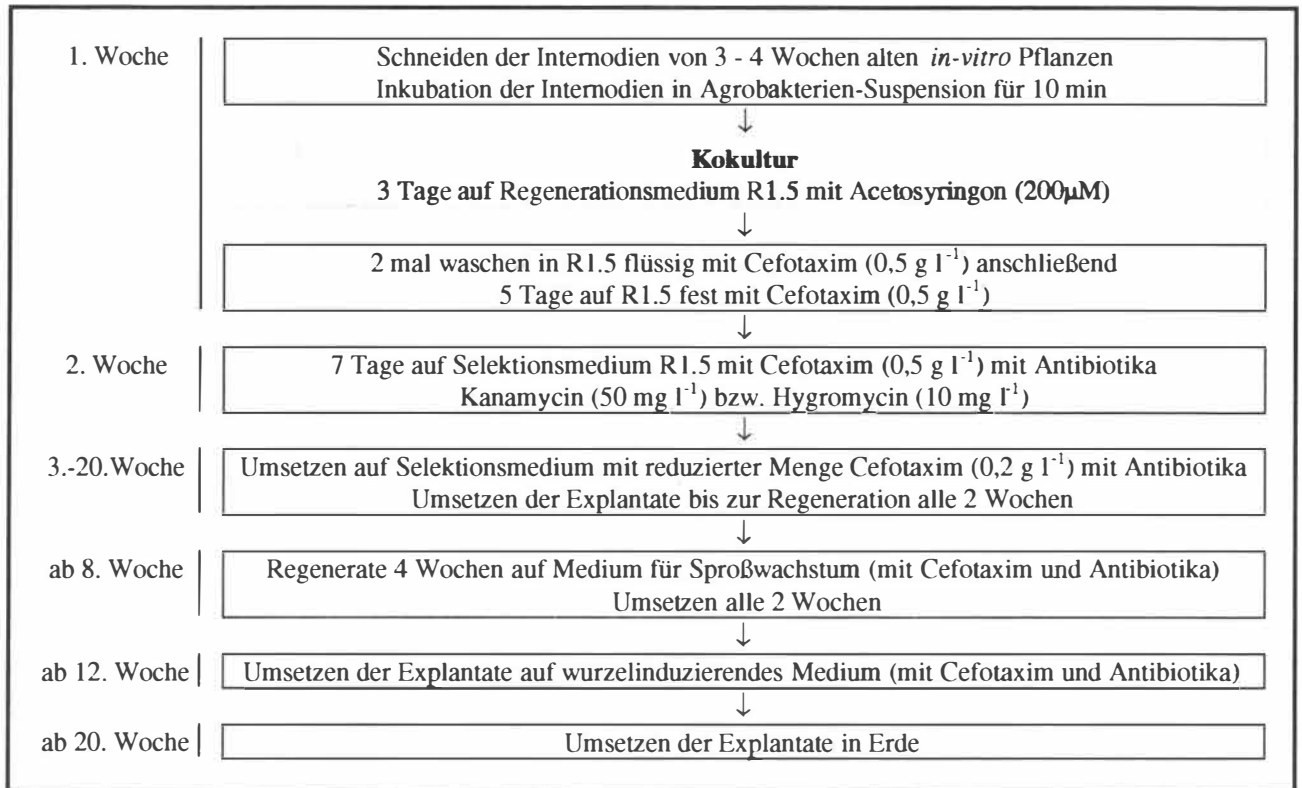 1. Woche
Schneiden der Internodien von 3 - 4 Wochen alten in-vitro Pflanzen
Inkubation der Internodien in Agrobakterien-Suspension für 10 min
↓
Kokultur
3 Tage auf Regenerationsmedium R1.5 mit Acetosyringon (200µM)
↓
2 mal waschen in R1.5 flüssig mit Cefotaxim (0,5 g l⁻¹) anschließend
5 Tage auf R1.5 fest mit Cefotaxim (0,5 g l⁻¹)
↓
2. Woche
7 Tage auf Selektionsmedium R1.5 mit Cefotaxim (0,5 g l⁻¹) mit Antibiotika
Kanamycin (50 mg l⁻¹) bzw. Hygromycin (10 mg l⁻¹)
↓
3.-20.Woche
Umsetzen auf Selektionsmedium mit reduzierter Menge Cefotaxim (0,2 g l⁻¹) mit Antibiotika
Umsetzen der Explantate bis zur Regeneration alle 2 Wochen
↓
ab 8. Woche
Regenerate 4 Wochen auf Medium für Sproßwachstum (mit Cefotaxim und Antibiotika)
Umsetzen alle 2 Wochen
↓
ab 12. Woche
Umsetzen der Explantate auf wurzelinduzierendes Medium (mit Cefotaxim und Antibiotika)
↓
ab 20. Woche
Umsetzen der Explantate in Erde